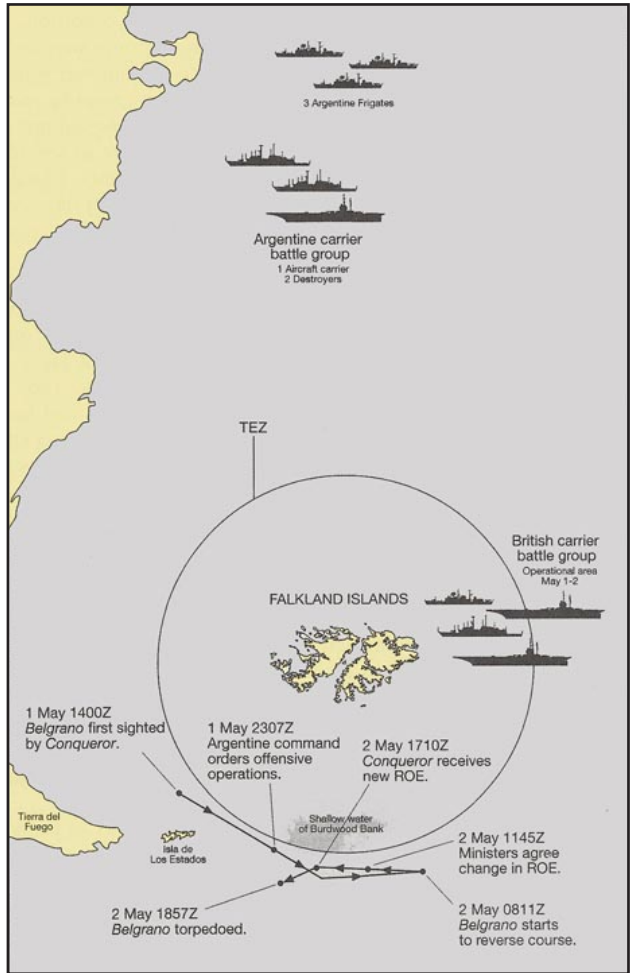 3 Argentine Frigates
Argentine carrier
battle group
1 Aircraft carrier
2 Destroyers
TEZ
British carrier
battle group
Operational area
May 1-2
FALKLAND ISLANDS
1 May 1400Z
Belgrano first sighted
by Conqueror.
1 May 2307Z
Argentine command
orders offensive
operations.
2 May 1710Z
Conqueror receives
new ROE.
Tierra del
Fuego
Isla de
Los Estados
Shallow water
of Burdwood Bank
2 May 1145Z
Ministers agree
change in ROE.
2 May 1857Z
Belgrano torpedoed.
2 May 0811Z
Belgrano starts
to reverse course.